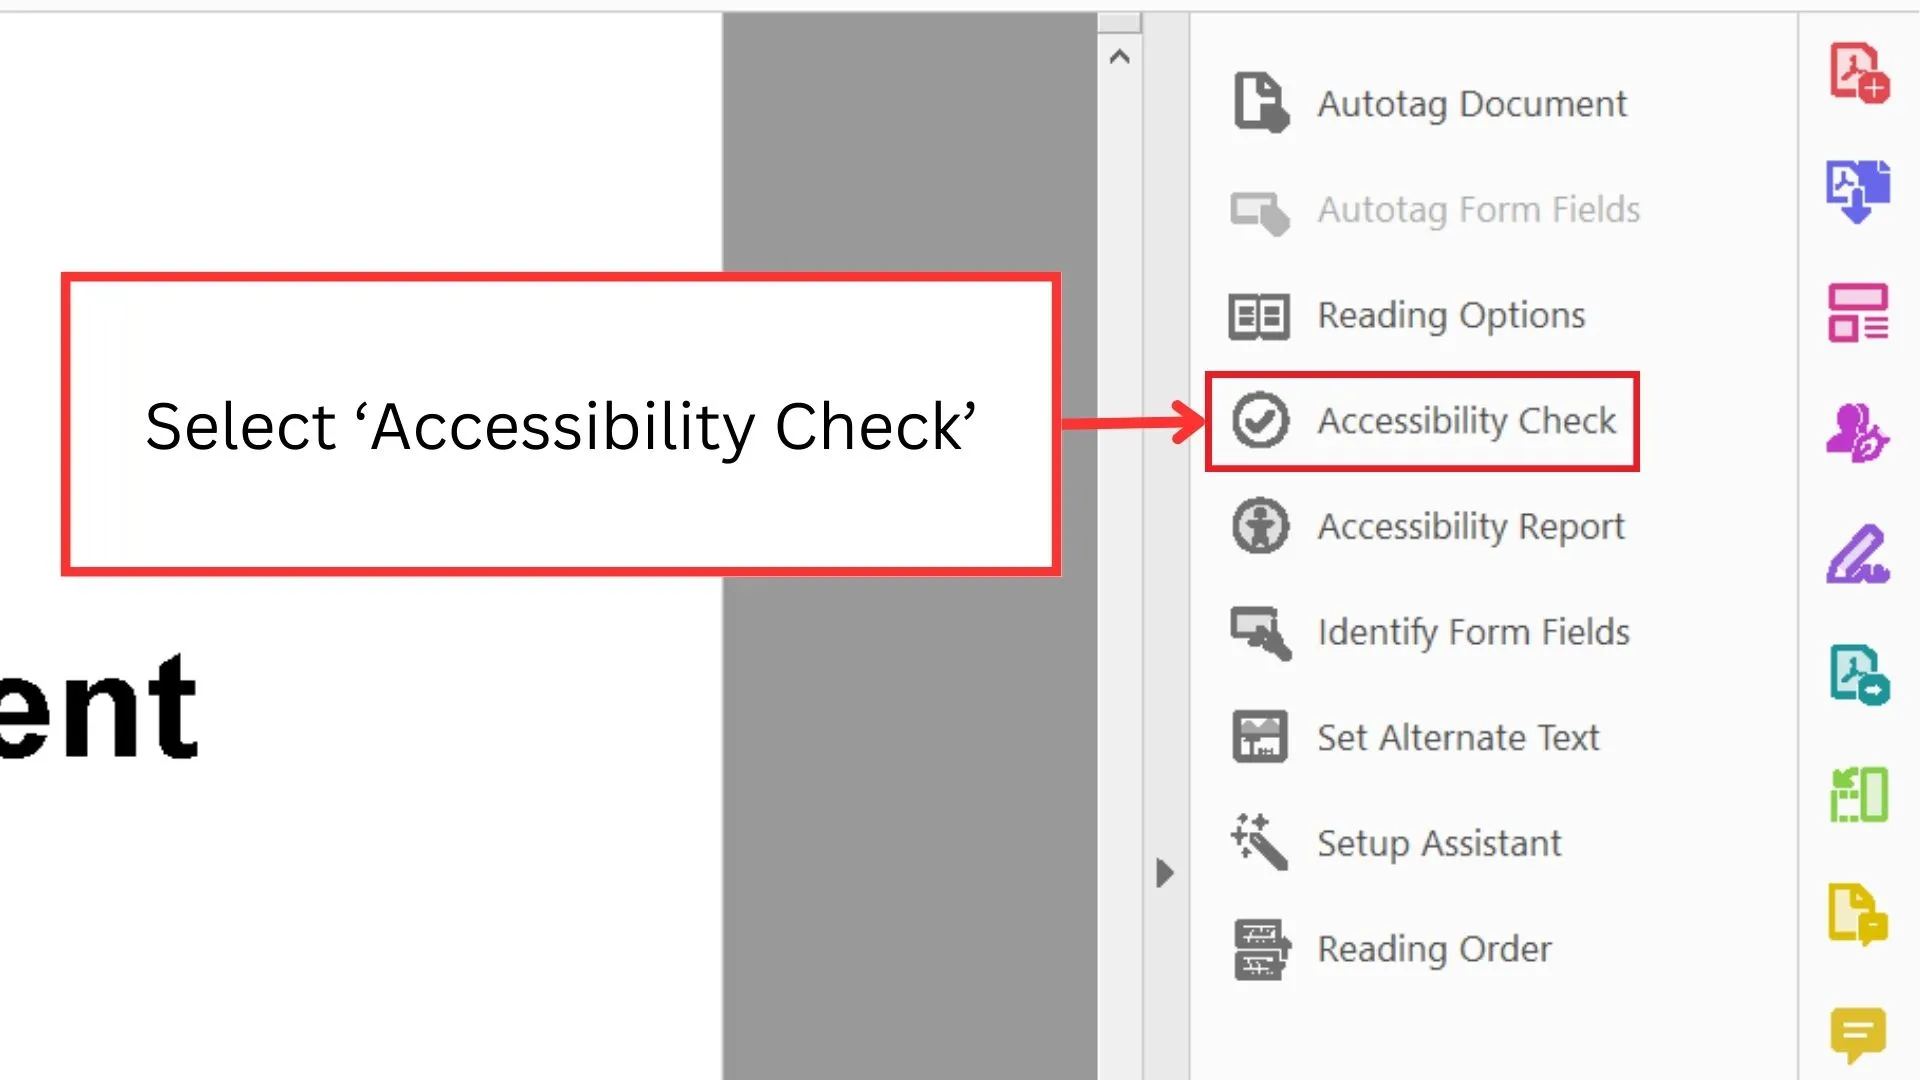 Autotag Document
Autotag Form Fields
Reading Options
Select ‘Accessibility Check’
Accessibility Check
Accessibility Report
Identify Form Fields
ent
Set Alternate Text
Setup Assistant
Reading Order